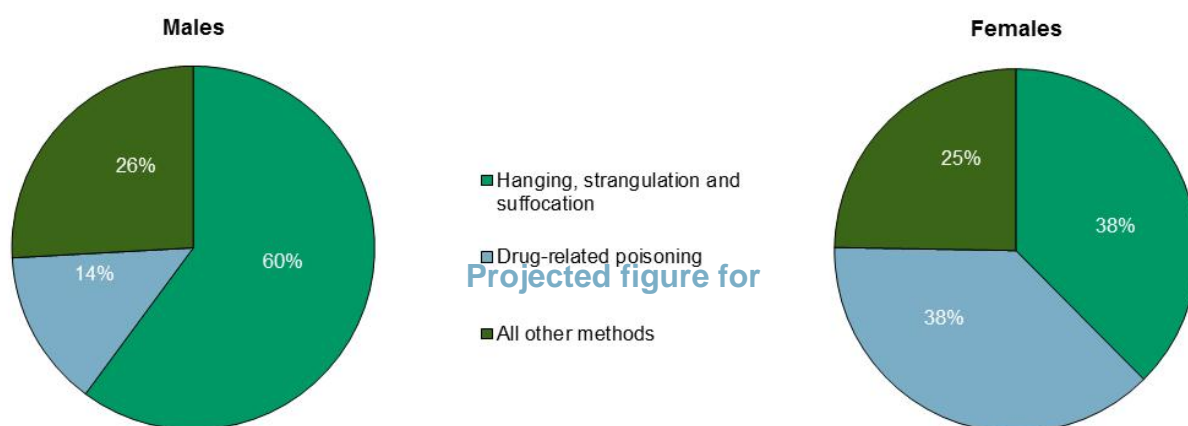 Males
Females
26%
14%
60%
Hanging, strangulation and
suffocation
Drug-related poisoning
Projected figure for
All other methods
25%
38%
38%